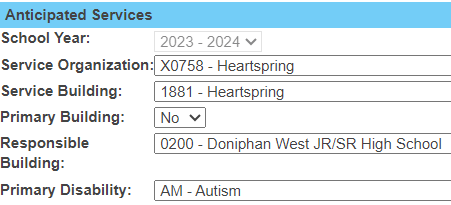 Anticipated Services
School Year: 2023 - 2024
Service Organization: X0758 - Heartspring
Service Building: 1881 - Heartspring
Primary Building: No
Responsible Building: 0200 - Doniphan West JR/SR High School
Primary Disability: AM - Autism